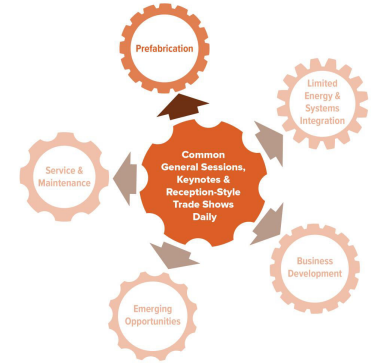 Prefabrication
Limited
Energy &
Systems
Integration
Common
General Sessions,
Keynotes &
Reception-Style
Trade Shows
Daily
Service &
Maintenance
Business
Development
Emerging
Opportunities